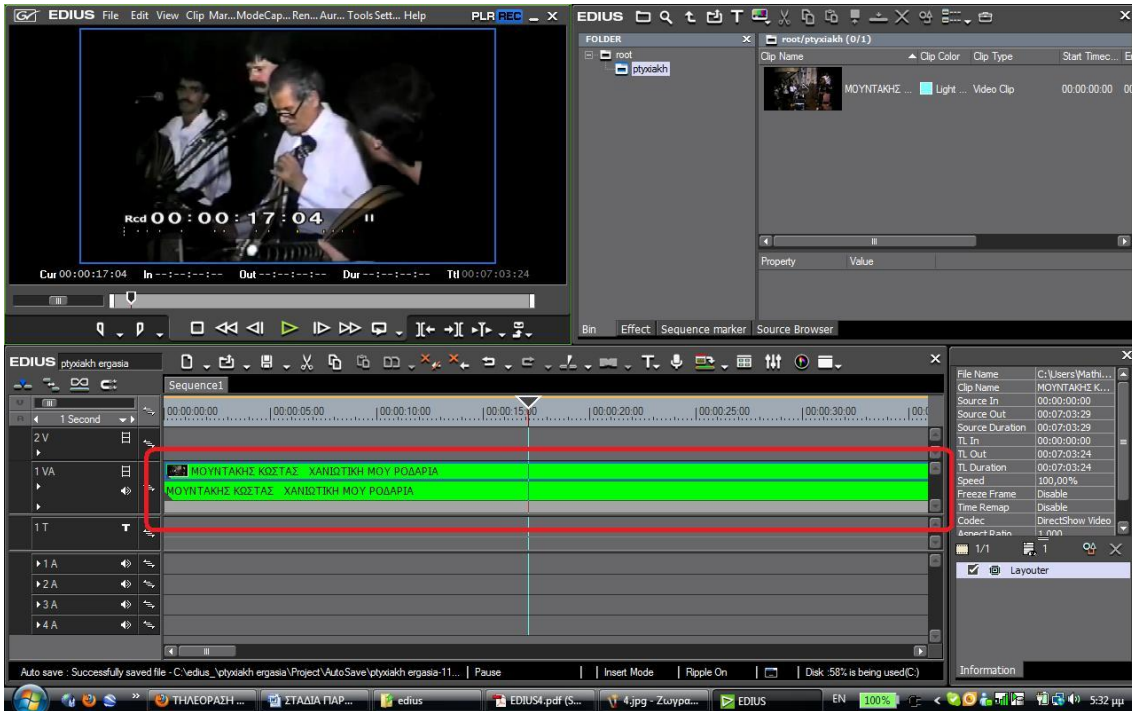 EDIUS File Edit View Clip Mar...ModeCap...Ren...Aur...Tools Sett... Help PLR REC
Rcd 00:00:17:04
Cur 00:00:17:04 In --:--:--:-- Out --:--:--:-- Dur --:--:--:-- Ttl 00:07:03:24
EDIUS
FOLDER
root
ptyxiakh
root/ptyxiakh (0/1)
Clip Name Clip Color Clip Type Start Timec...
ΜΟΥΝΤΑΚΗΣ ... Light ... Video Clip 00:00:00:00 00
Property Value
Bin Effect Sequence marker Source Browser
EDIUS ptyxiakh ergasia
Sequence1
1 Second
00:00:00:00 00:00:05:00 00:00:10:00 00:00:15:00 00:00:20:00 00:00:25:00 00:00:30:00 00:0
2 V
1 VA
ΜΟΥΝΤΑΚΗΣ ΚΩΣΤΑΣ ΧΑΝΙΩΤΙΚΗ ΜΟΥ ΡΟΔΑΡΙΑ
ΜΟΥΝΤΑΚΗΣ ΚΩΣΤΑΣ ΧΑΝΙΩΤΙΚΗ ΜΟΥ ΡΟΔΑΡΙΑ
1 T T
1 A
2 A
3 A
4 A
File Name C:\Users\Mathi...
Clip Name ΜΟΥΝΤΑΚΗΣ Κ...
Source In 00:00:00:00
Source Out 00:07:03:29
Source Duration 00:07:03:29
TL In 00:00:00:00
TL Out 00:07:03:24
TL Duration 00:07:03:24
Speed 100,00%
Freeze Frame Disable
Time Remap Disable
Codec DirectShow Video
Aspect Ratio 1.000
1/1 1
Layouter
Information
Auto save : Successfully saved file - C:\edius_\ptyxiakh ergasia\Project\AutoSave\ptyxiakh ergasia-11... Pause Insert Mode Ripple On Disk :58% is being used(C:)
ΤΗΛΕΟΡΑΣΗ ... ΣΤΑΔΙΑ ΠΑΡ... edius EDIUS4.pdf (S... 4.jpg - Ζωγρα... EDIUS EN 100% 5:32 μμ